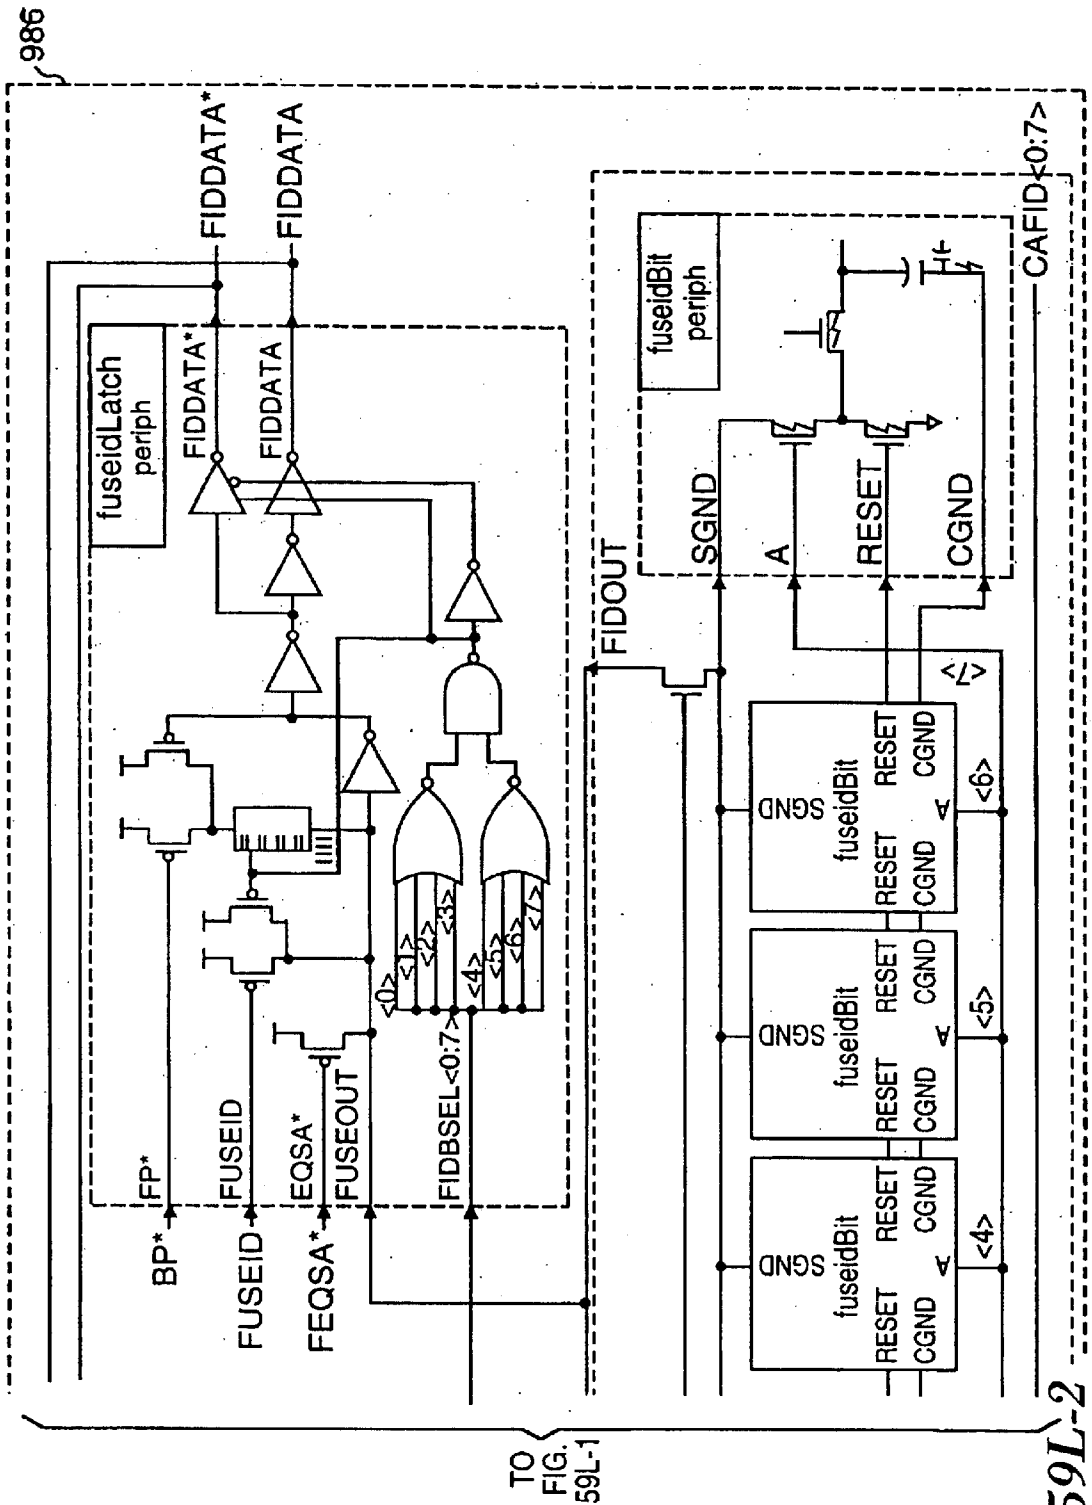 986
FIDDATA*
FIDDATA
fuseidLatch
periph
FIDDATA*
FIDDATA
BP*
FP*
FUSEID
FUSEID
FEQSA*
EQSA*
FUSEOUT
FIDBSEL<0:7>
<0>
<1>
<2>
<3>
<4>
<5>
<6>
<7>
FIDOUT
fuseidBit
periph
SGND
A
RESET
CGND
CAFID<0:7>
<7>
SGND
fuseidBit
RESET
RESET
CGND
CGND
A
<4>
SGND
fuseidBit
RESET
RESET
CGND
CGND
A
<5>
SGND
fuseidBit
RESET
RESET
CGND
CGND
A
<6>
TO
FIG.
59L-1
59L-2